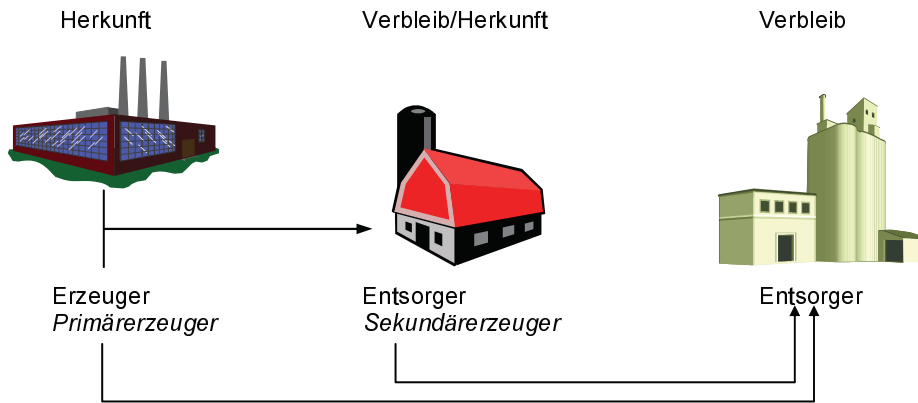 Herkunft
Verbleib/Herkunft
Verbleib
Erzeuger
Primärerzeuger
Entsorger
Sekundärerzeuger
Entsorger